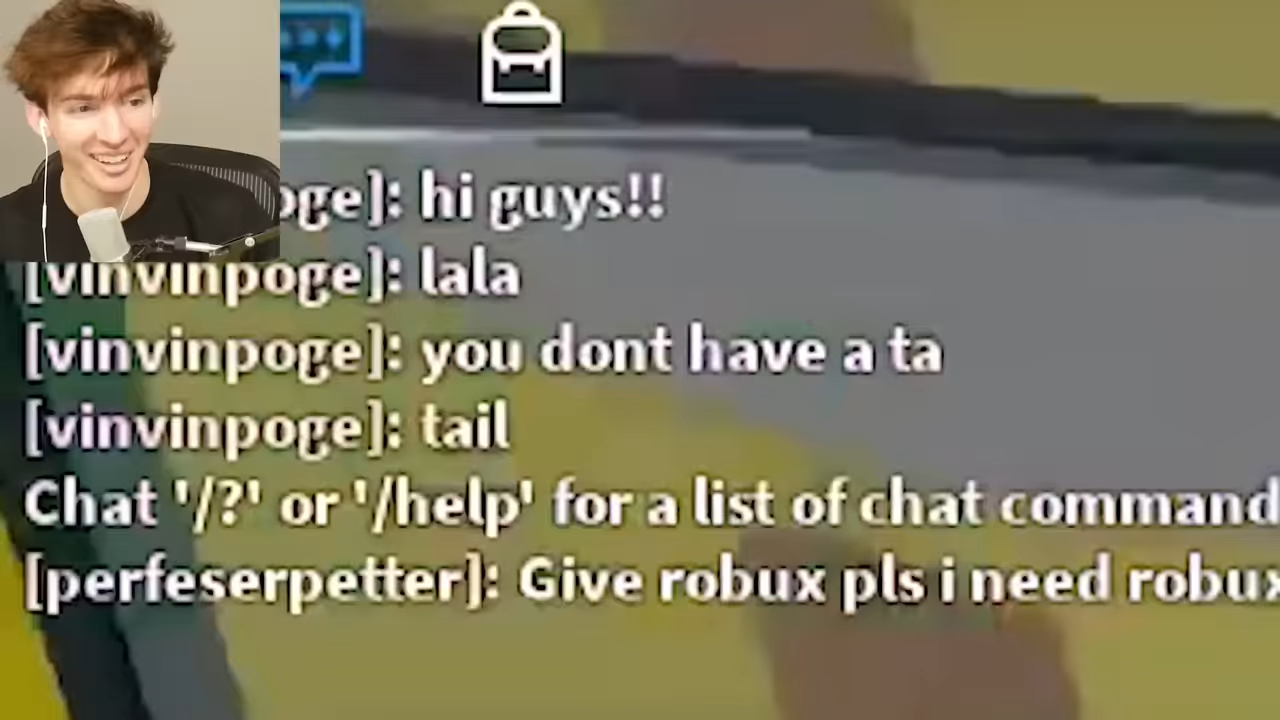 oge]: hi guys!!
[vinvinpoge]: lala
[vinvinpoge]: you dont have a ta
[vinvinpoge]: tail
Chat '/?' or '/help' for a list of chat command
[perfeserpetter]: Give robux pls i need robux